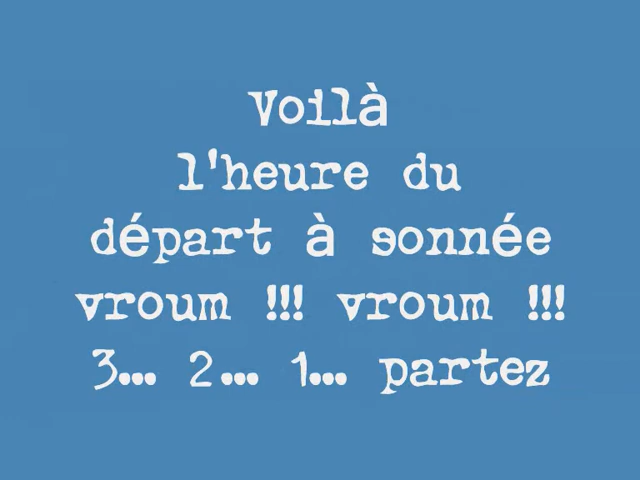 Voilà
l'heure du
départ à sonnée
vroum !!! vroum !!!
3... 2... 1... partez